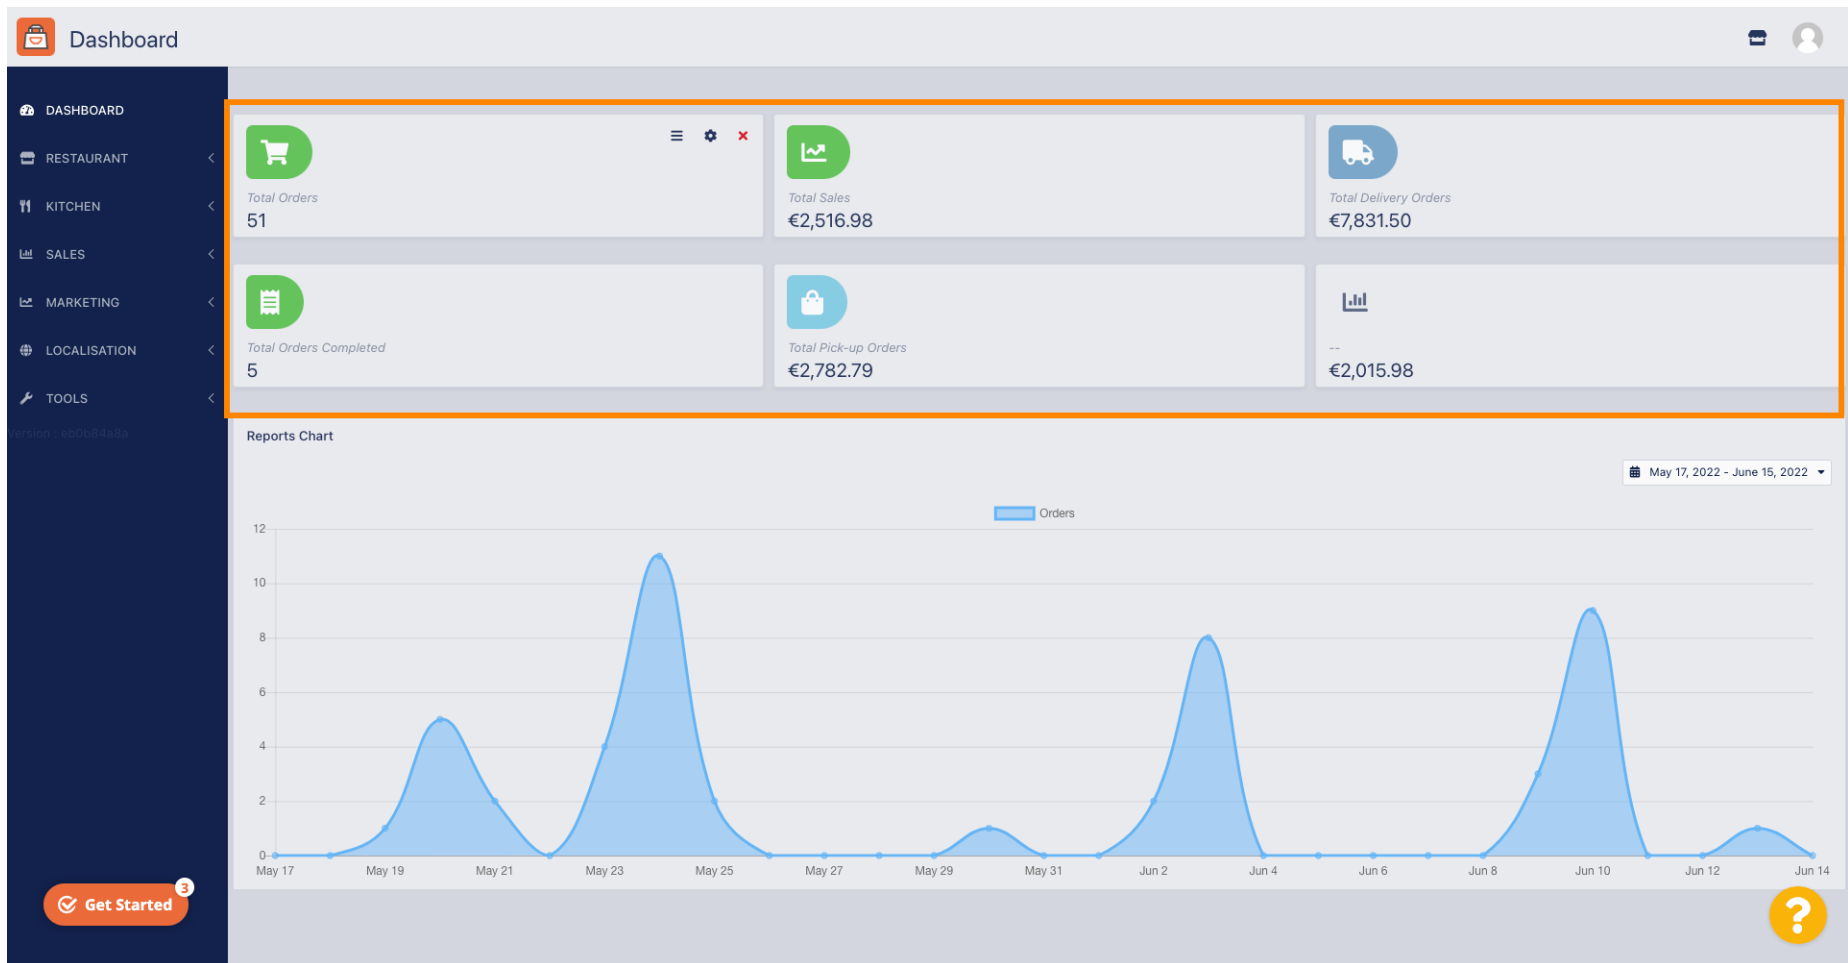 Dashboard
DASHBOARD
RESTAURANT
KITCHEN
SALES
MARKETING
LOCALISATION
TOOLS
Version : eb0b84a8a
Get Started
3
Total Orders
51
Total Sales
€2,516.98
Total Delivery Orders
€7,831.50
Total Orders Completed
5
Total Pick-up Orders
€2,782.79
--
€2,015.98
Reports Chart
May 17, 2022 - June 15, 2022
Orders
12
10
8
6
4
2
0
May 17 May 19 May 21 May 23 May 25 May 27 May 29 May 31 Jun 2 Jun 4 Jun 6 Jun 8 Jun 10 Jun 12 Jun 14
?